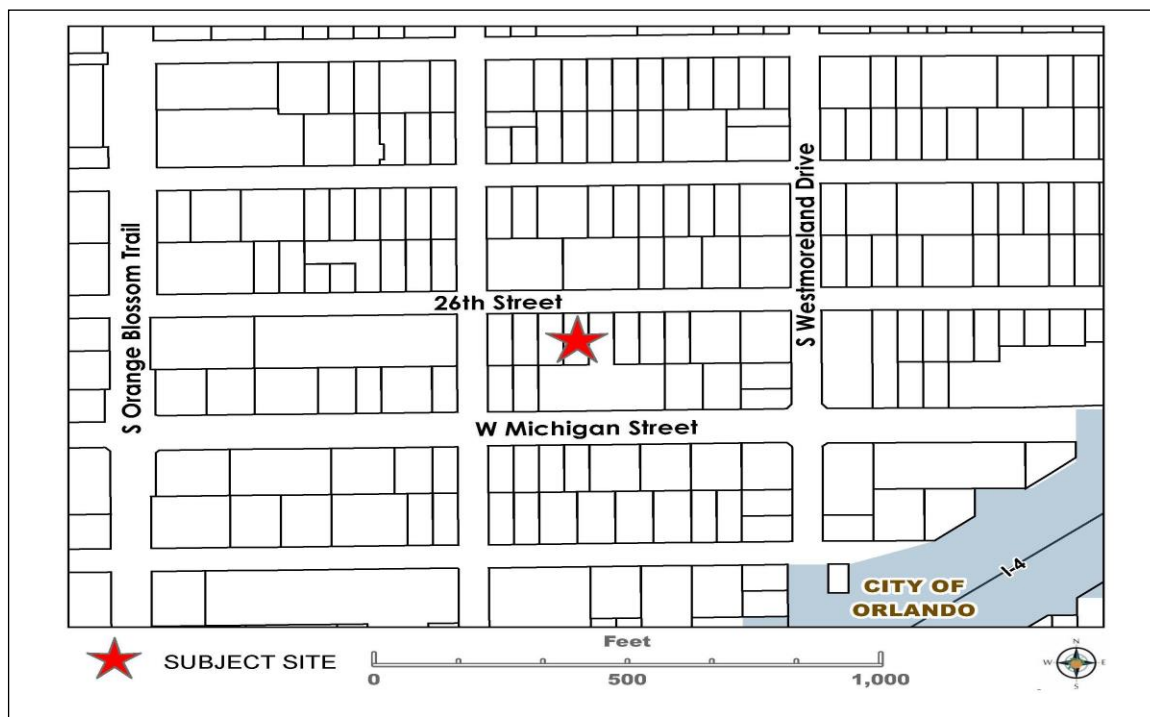 S Orange Blossom Trail
26th Street
S Westmoreland Drive
W Michigan Street
I-4
CITY OF
ORLANDO
SUBJECT SITE
Feet
0
500
1,000
N
W
E
S